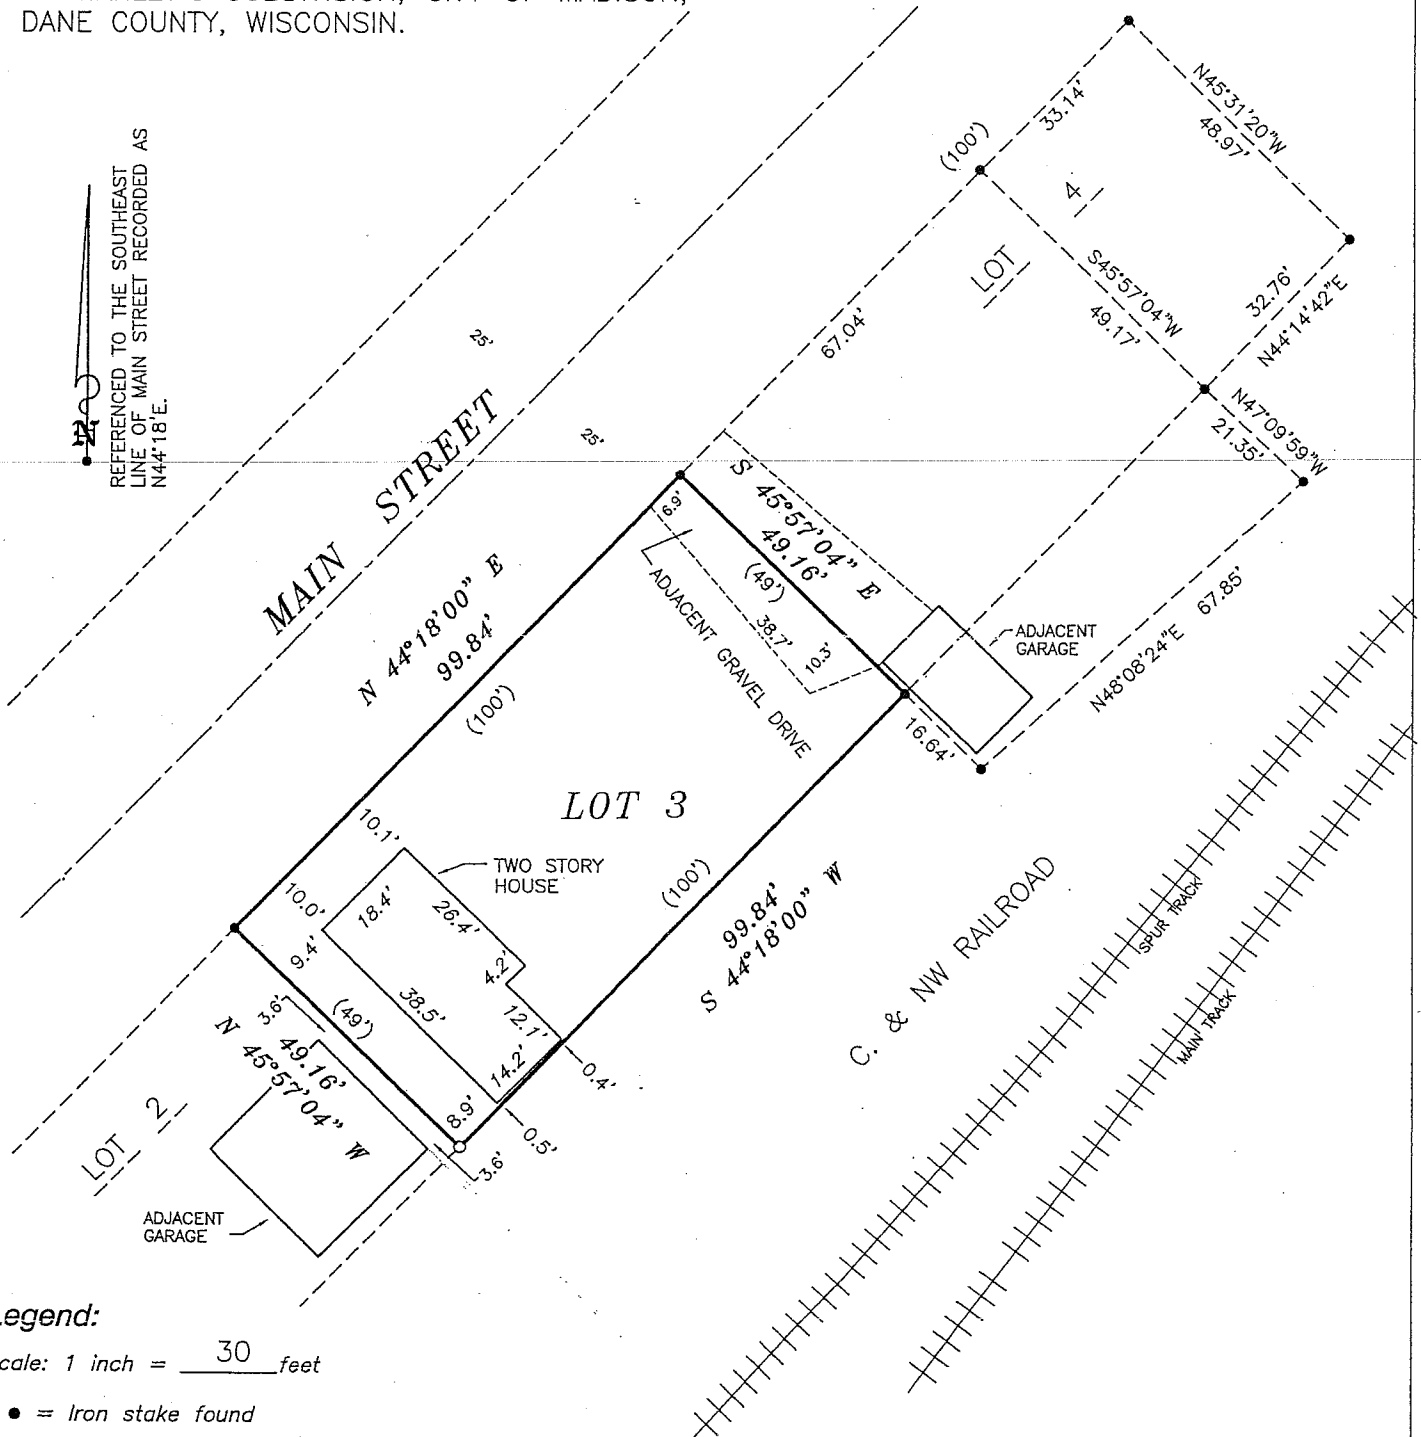 DANE COUNTY, WISCONSIN.
REFERENCED TO THE SOUTHEAST
LINE OF MAIN STREET RECORDED AS
N44°18'E.
25'
25'
MAIN STREET
N 44°18'00" E
99.84'
(100')
(100')
33.14'
N45°31'20"W
48.97'
LOT 4
67.04'
S45°57'04"W
49.17'
32.76'
N44°14'42"E
N47°09'59"W
21.35'
S 45°57'04" E
49.16'
(49')
6.9'
38.7'
10.3'
ADJACENT GRAVEL DRIVE
ADJACENT
GARAGE
N48°08'24"E 67.85'
16.64'
LOT 3
TWO STORY
HOUSE
10.1'
10.0'
18.4'
9.4'
26.4'
4.2'
38.5'
12.1'
14.2'
0.4'
0.5'
8.9'
(100')
99.84'
S 44°18'00" W
C. & NW RAILROAD
SPUR TRACK
MAIN TRACK
3.6'
(49')
49.16'
N 45°57'04" W
3.6'
LOT 2
ADJACENT
GARAGE
egend:
cale: 1 inch = 30 feet
● = Iron stake found